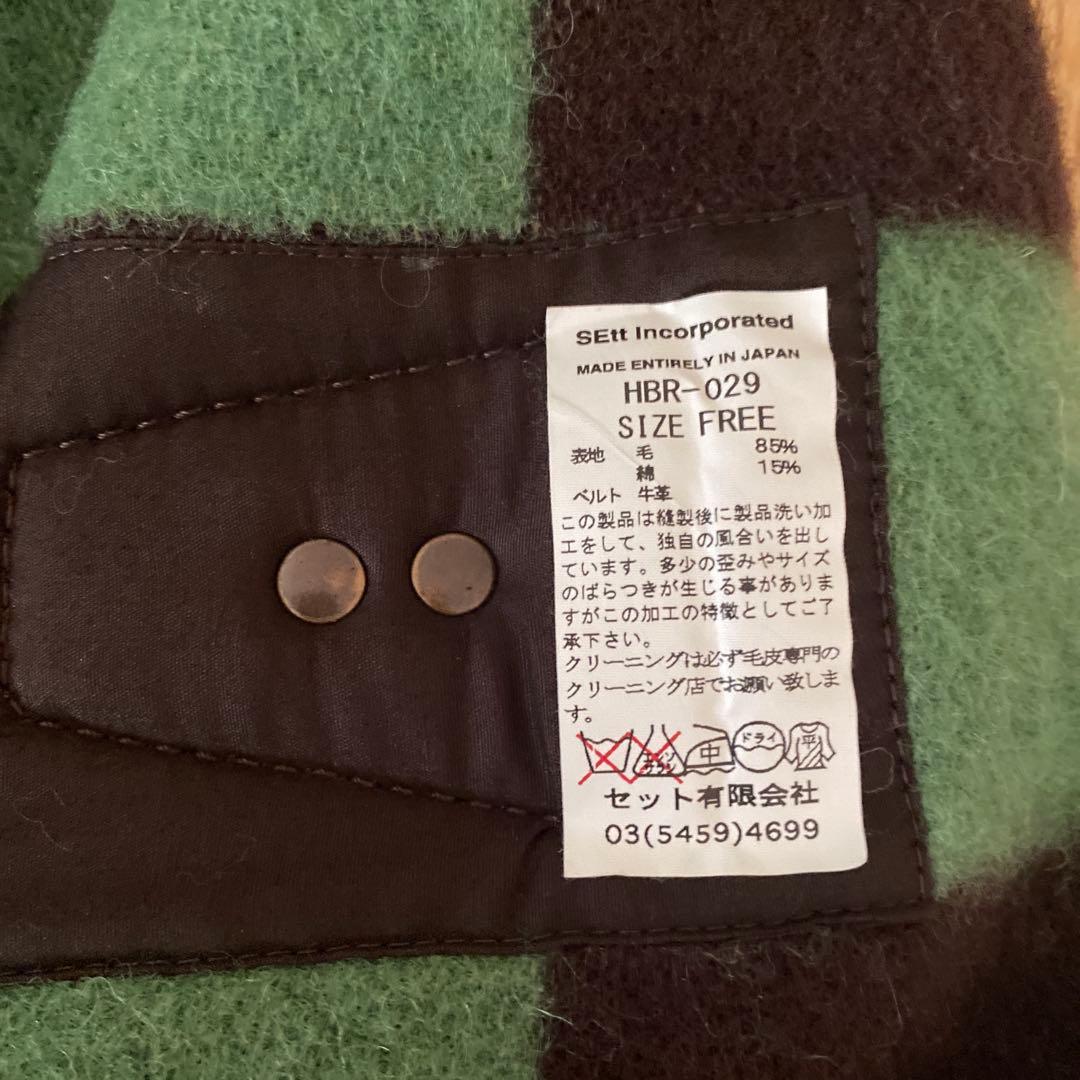 SEtt Incorporated
MADE ENTIRELY IN JAPAN
HBR-029
SIZE FREE
表地 毛 85%
綿 15%
ベルト 牛革
この製品は縫製後に製品洗い加
工をして、独自の風合いを出し
ています。多少の歪みやサイズ
のばらつきが生じる事がありま
すがこの加工の特徴としてご了
承下さい。
クリーニングは必ず毛皮専門の
クリーニング店でお願い致しま
す。
エンソ サラシ 中 ドライ 平
セット有限会社
03(5459)4699